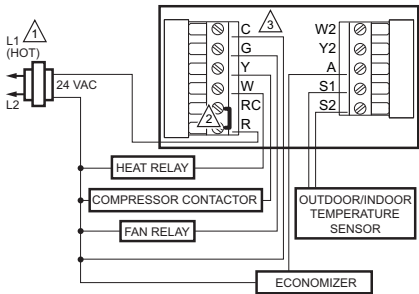 L1
(HOT)
1
24 VAC
L2
C
G
Y
W
RC
R
3
2
W2
Y2
A
S1
S2
HEAT RELAY
COMPRESSOR CONTACTOR
FAN RELAY
OUTDOOR/INDOOR
TEMPERATURE
SENSOR
ECONOMIZER